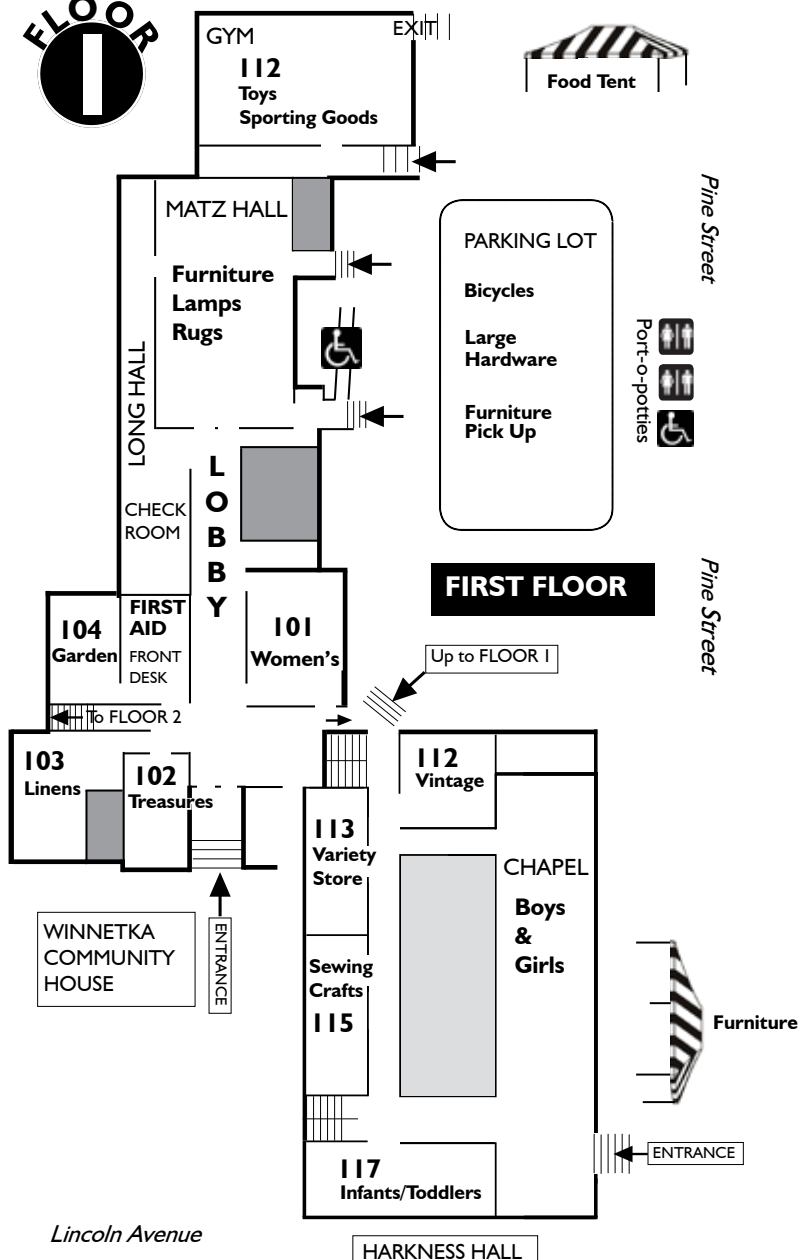 FLOOR
1
GYM
EXIT
112
Toys
Sporting Goods
Food Tent
MATZ HALL
Furniture
Lamps
Rugs
LONG HALL
PARKING LOT
Bicycles
Large
Hardware
Furniture
Pick Up
Pine Street
Port-o-potties
CHECK
ROOM
LOBBY
FIRST FLOOR
Pine Street
104
Garden
FIRST
AID
FRONT
DESK
101
Women's
Up to FLOOR 1
To FLOOR 2
103
Linens
102
Treasures
112
Vintage
113
Variety
Store
CHAPEL
Boys
&
Girls
WINNETKA
COMMUNITY
HOUSE
ENTRANCE
Sewing
Crafts
115
Furniture
ENTRANCE
117
Infants/Toddlers
Lincoln Avenue
HARKNESS HALL